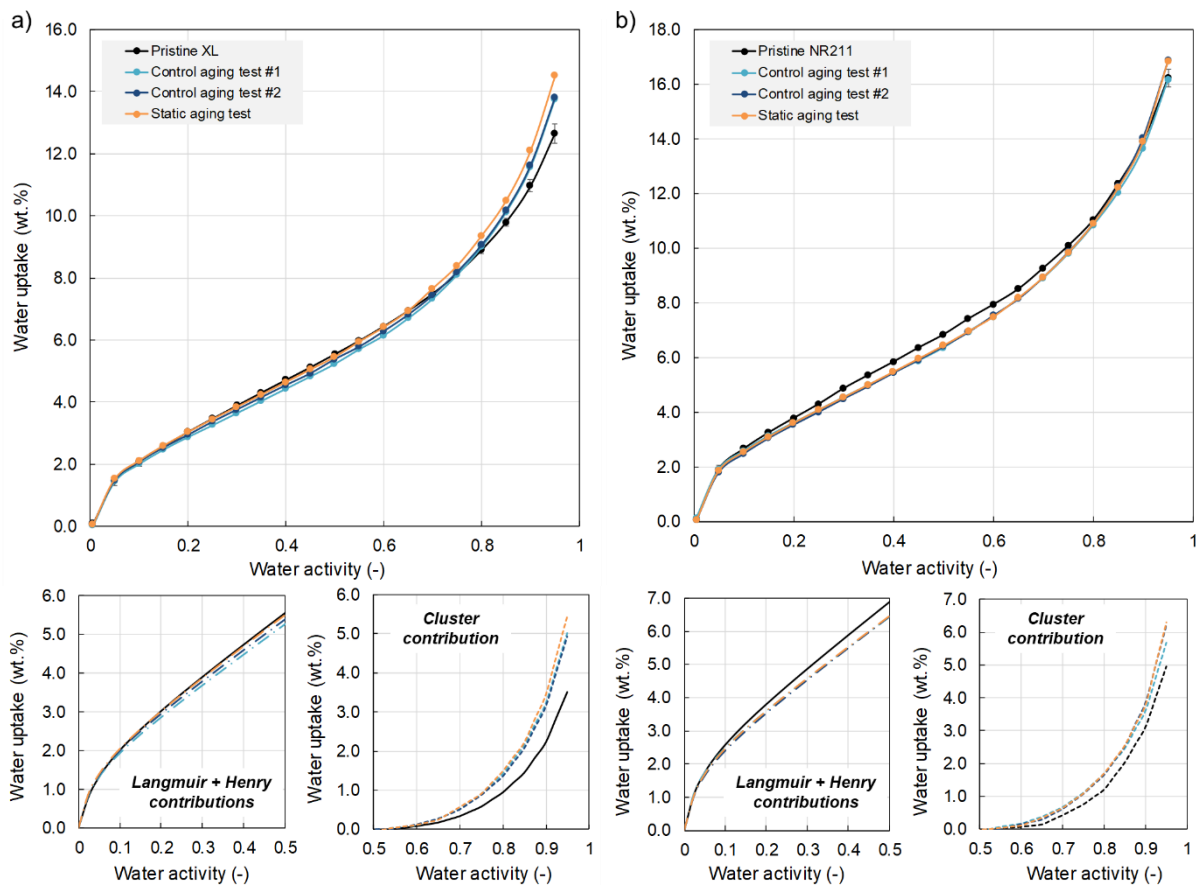 a)
16.0
14.0
12.0
10.0
8.0
6.0
4.0
2.0
0.0
Water uptake (wt.%)
Pristine XL
Control aging test #1
Control aging test #2
Static aging test
0 0.2 0.4 0.6 0.8 1
Water activity (-)
b)
18.0
16.0
14.0
12.0
10.0
8.0
6.0
4.0
2.0
0.0
Water uptake (wt.%)
Pristine NR211
Control aging test #1
Control aging test #2
Static aging test
0 0.2 0.4 0.6 0.8 1
Water activity (-)
6.0
5.0
4.0
3.0
2.0
1.0
0.0
Water uptake (wt.%)
Langmuir + Henry
contributions
0 0.1 0.2 0.3 0.4 0.5
Water activity (-)
6.0
5.0
4.0
3.0
2.0
1.0
0.0
Water uptake (wt.%)
Cluster
contribution
0.5 0.6 0.7 0.8 0.9 1
Water activity (-)
7.0
6.0
5.0
4.0
3.0
2.0
1.0
0.0
Water uptake (wt.%)
Langmuir + Henry
contributions
0 0.1 0.2 0.3 0.4 0.5
Water activity (-)
7.0
6.0
5.0
4.0
3.0
2.0
1.0
0.0
Water uptake (wt.%)
Cluster
contribution
0.5 0.6 0.7 0.8 0.9 1
Water activity (-)